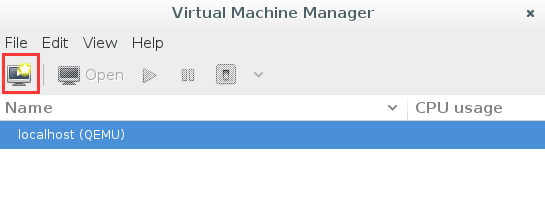 Virtual Machine Manager
File Edit View Help
Open
Name CPU usage
localhost (QEMU)